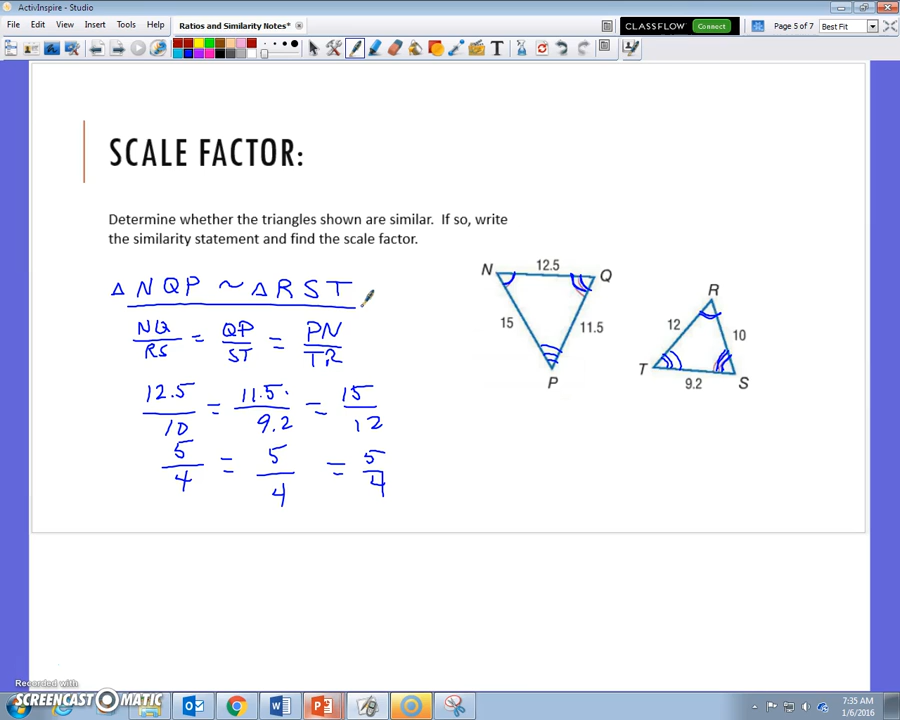 ActivInspire - Studio
File Edit View Insert Tools Help Ratios and Similarity Notes* CLASSFLOW Connect Page 5 of 7 Best Fit
SCALE FACTOR:
Determine whether the triangles shown are similar. If so, write
the similarity statement and find the scale factor.
△ NQP ~ △ RST
NQ/RS = QP/ST = PN/TR
12.5/10 = 11.5/9.2 = 15/12
5/4 = 5/4 = 5/4
N 12.5 Q
15 11.5
P
R
12 10
T 9.2 S
Recorded with
SCREENCAST-O-MATIC
7:35 AM
1/6/2016